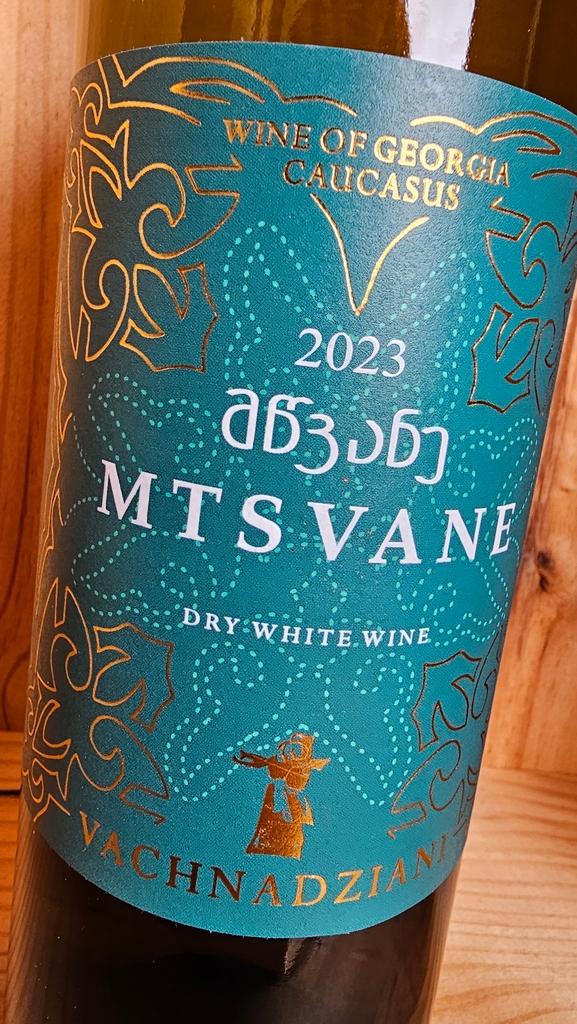 WINE OF GEORGIA
CAUCASUS
2023
მწვანე
MTSVANE
DRY WHITE WINE
VACHNADZIANI